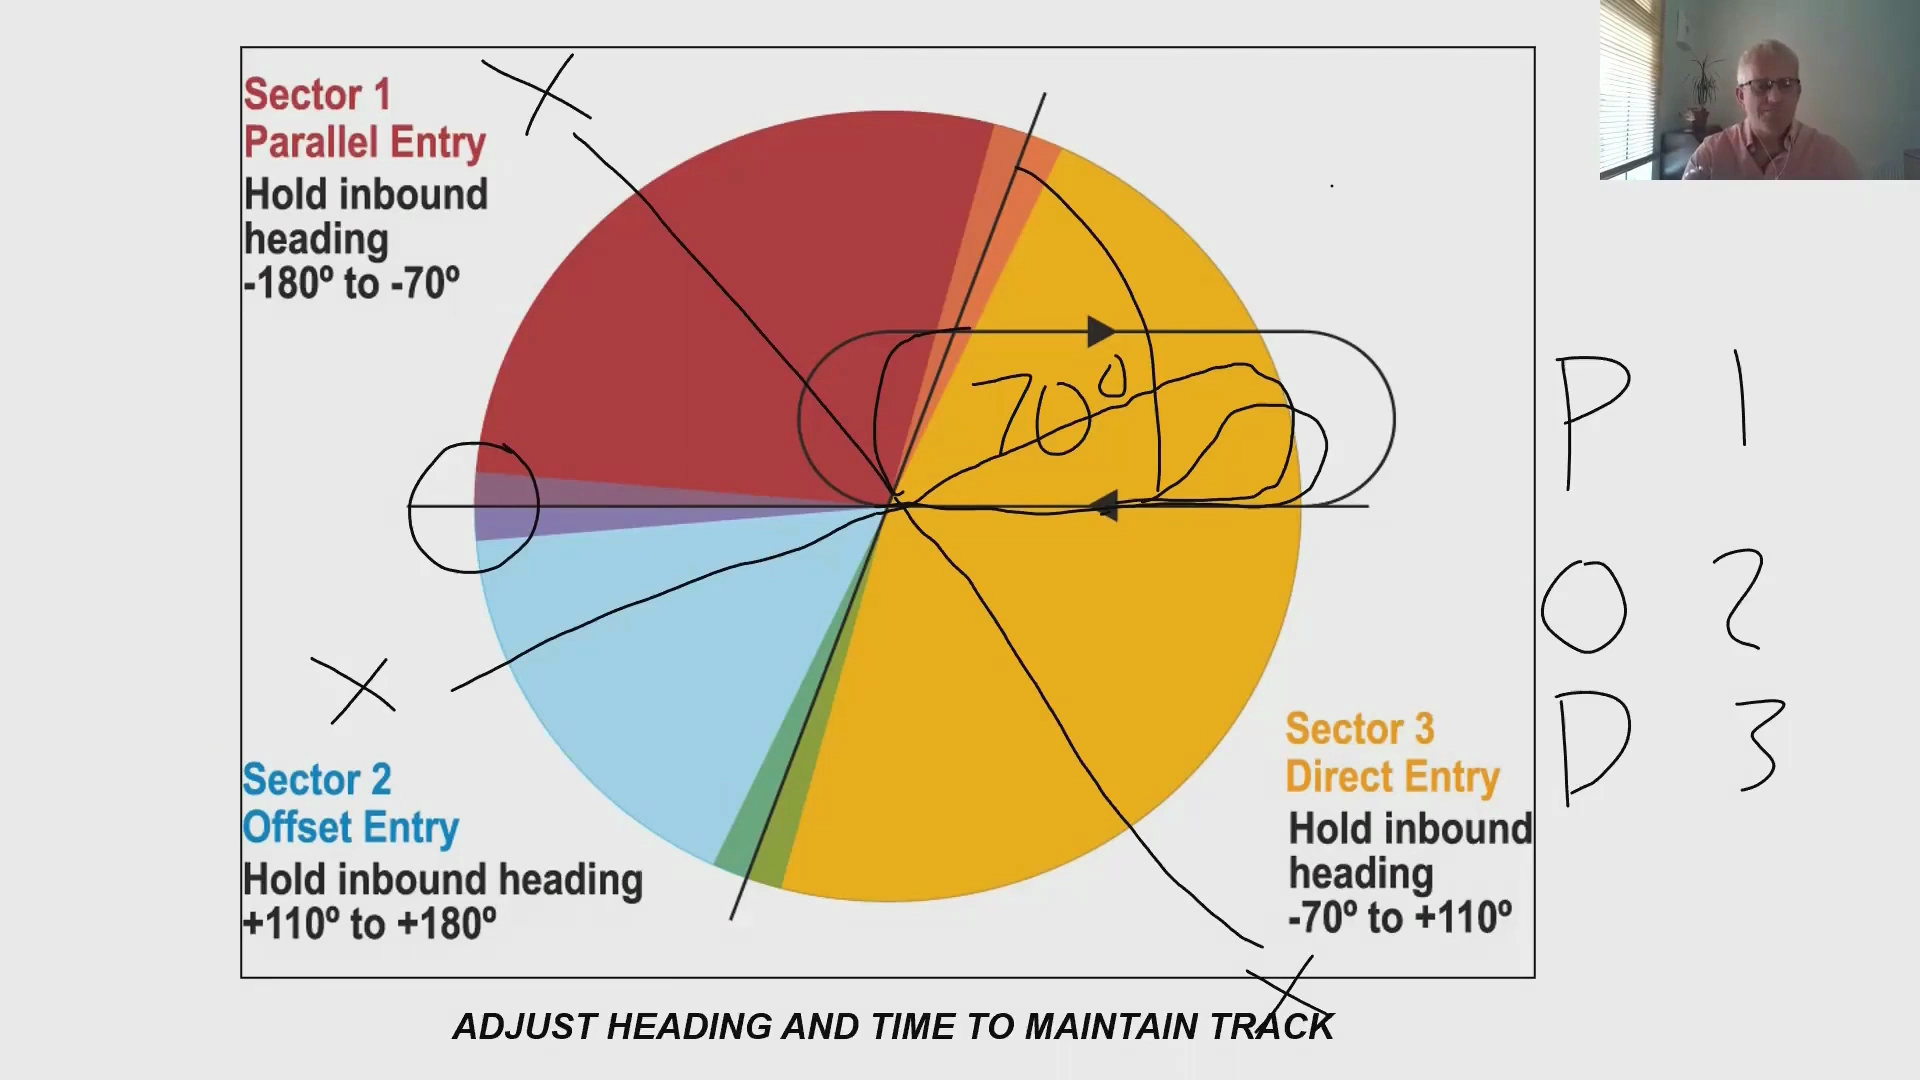 Sector 1
Parallel Entry
Hold inbound
heading
-180º to -70º
70º
P 1
O 2
D 3
Sector 2
Offset Entry
Hold inbound heading
+110º to +180º
Sector 3
Direct Entry
Hold inbound
heading
-70º to +110º
ADJUST HEADING AND TIME TO MAINTAIN TRACK